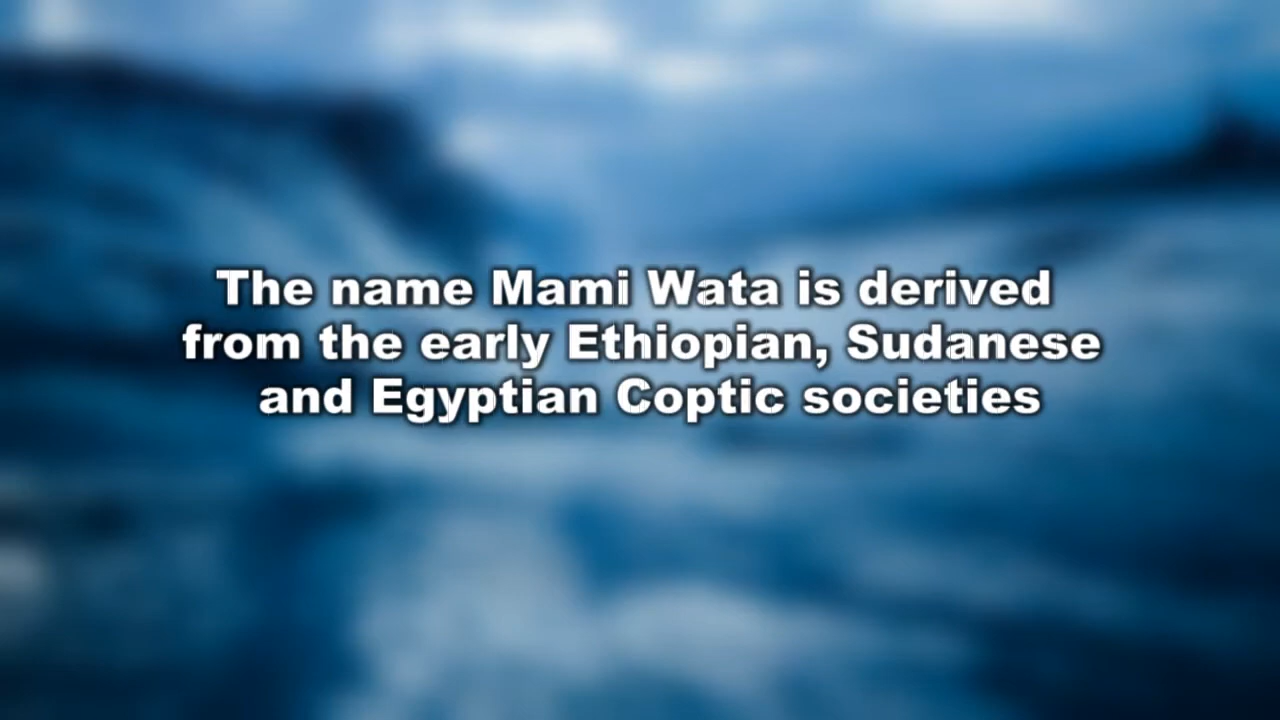 The name Mami Wata is derived
from the early Ethiopian, Sudanese
and Egyptian Coptic societies